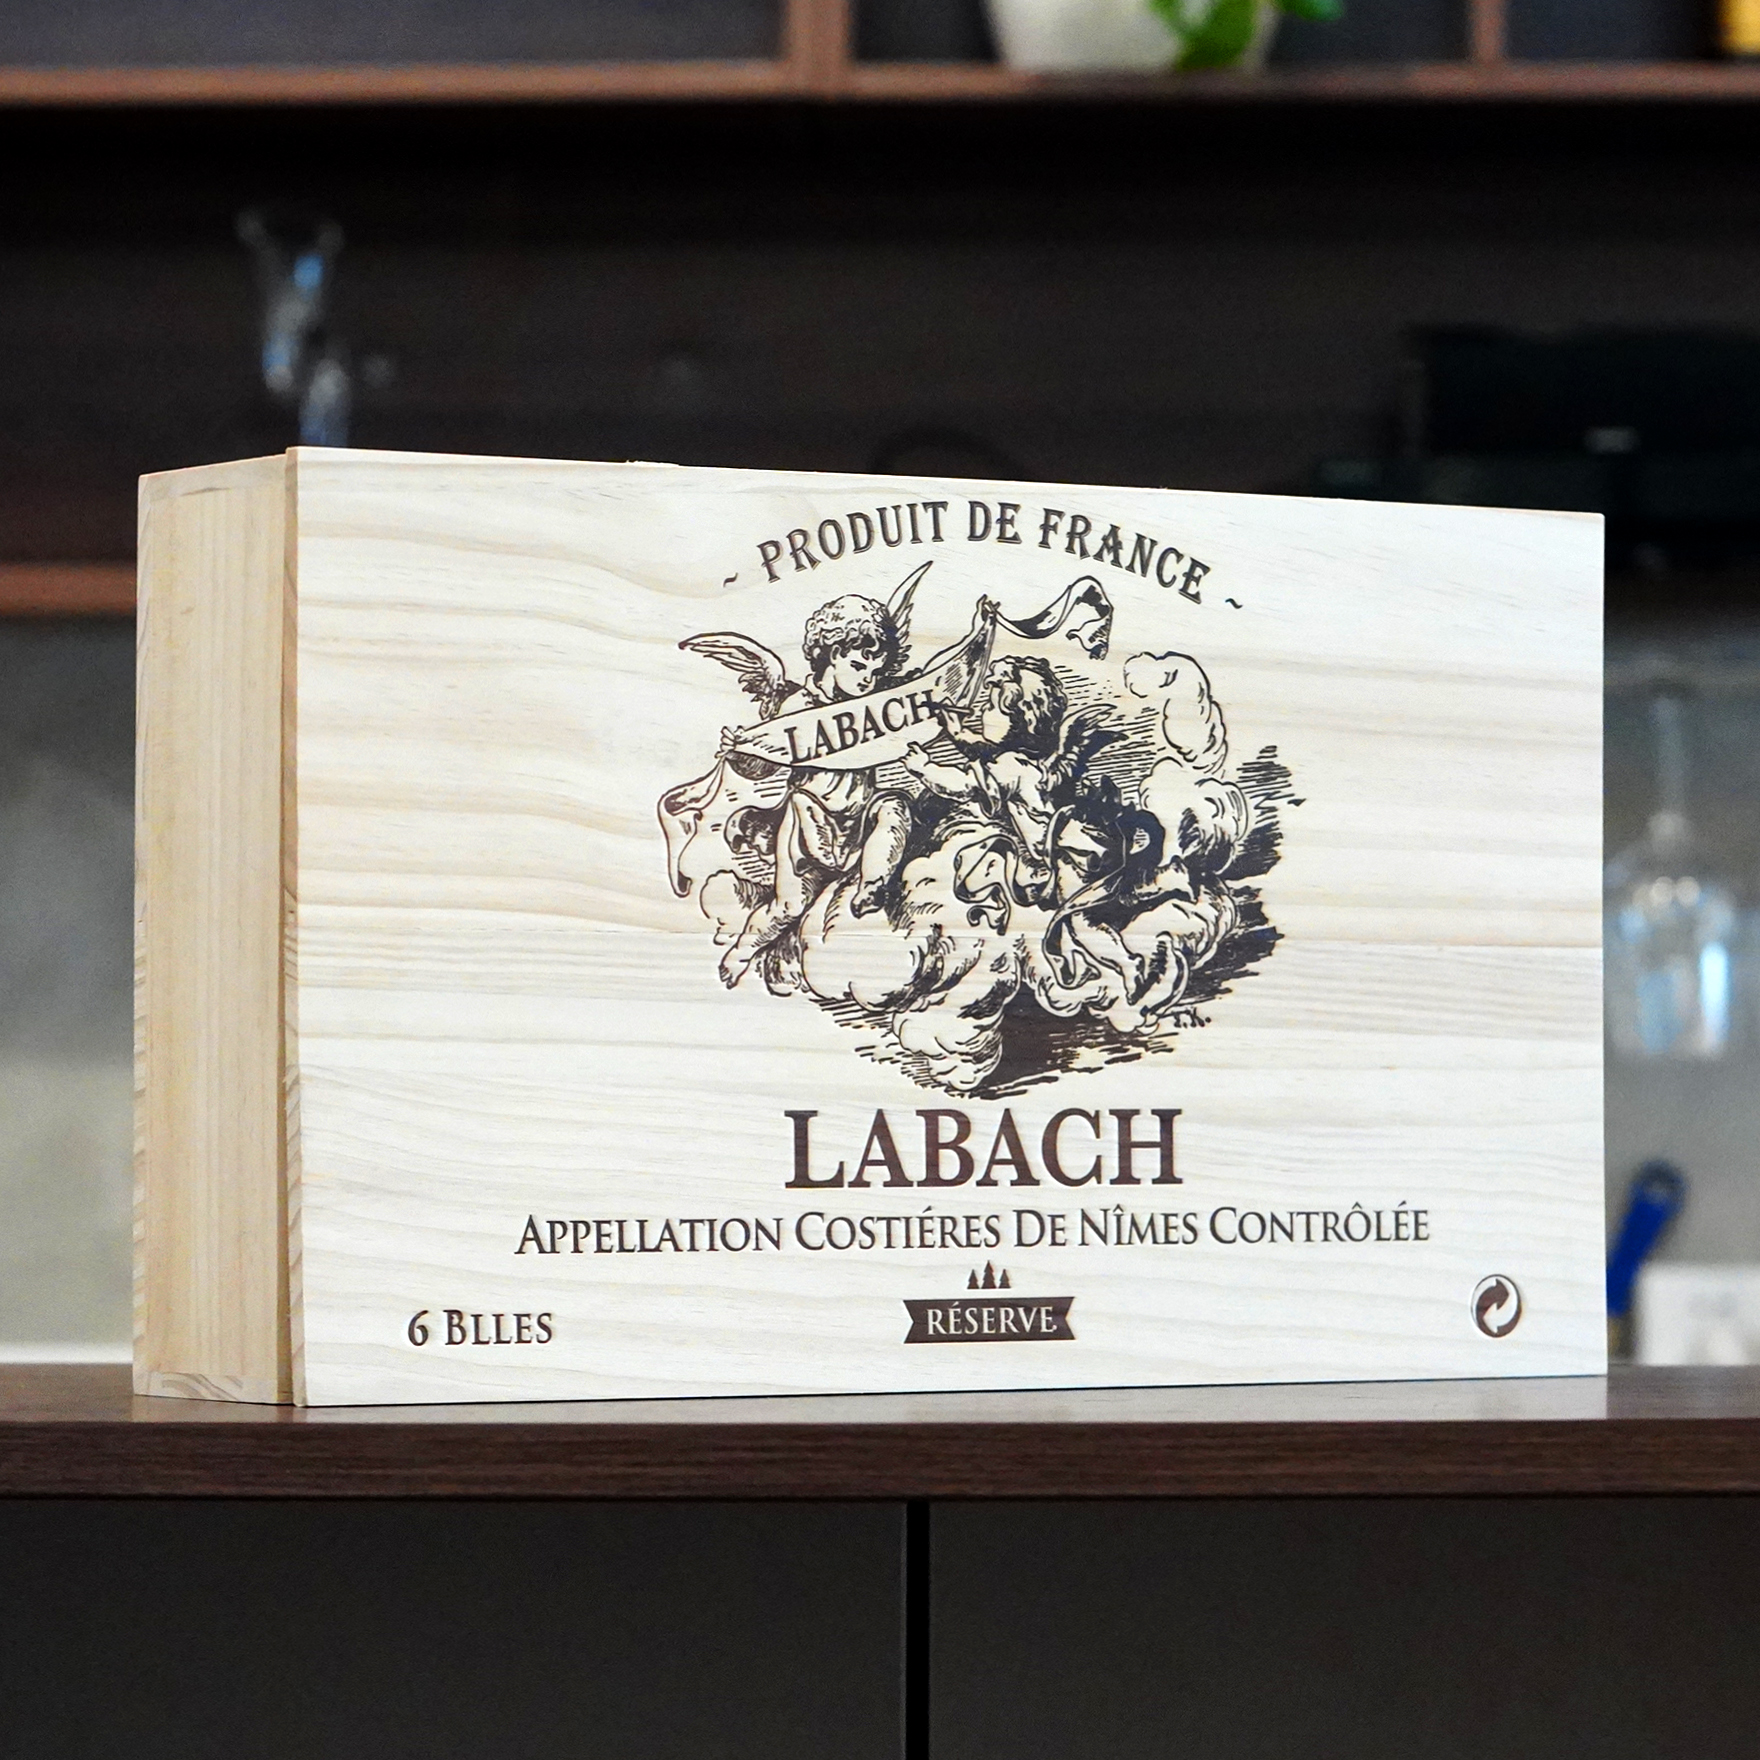 ~ PRODUIT DE FRANCE ~
LABACH
T.K.
LABACH
APPELLATION COSTIÉRES DE NÎMES CONTRÔLÉE
RÉSERVE
6 BLLES